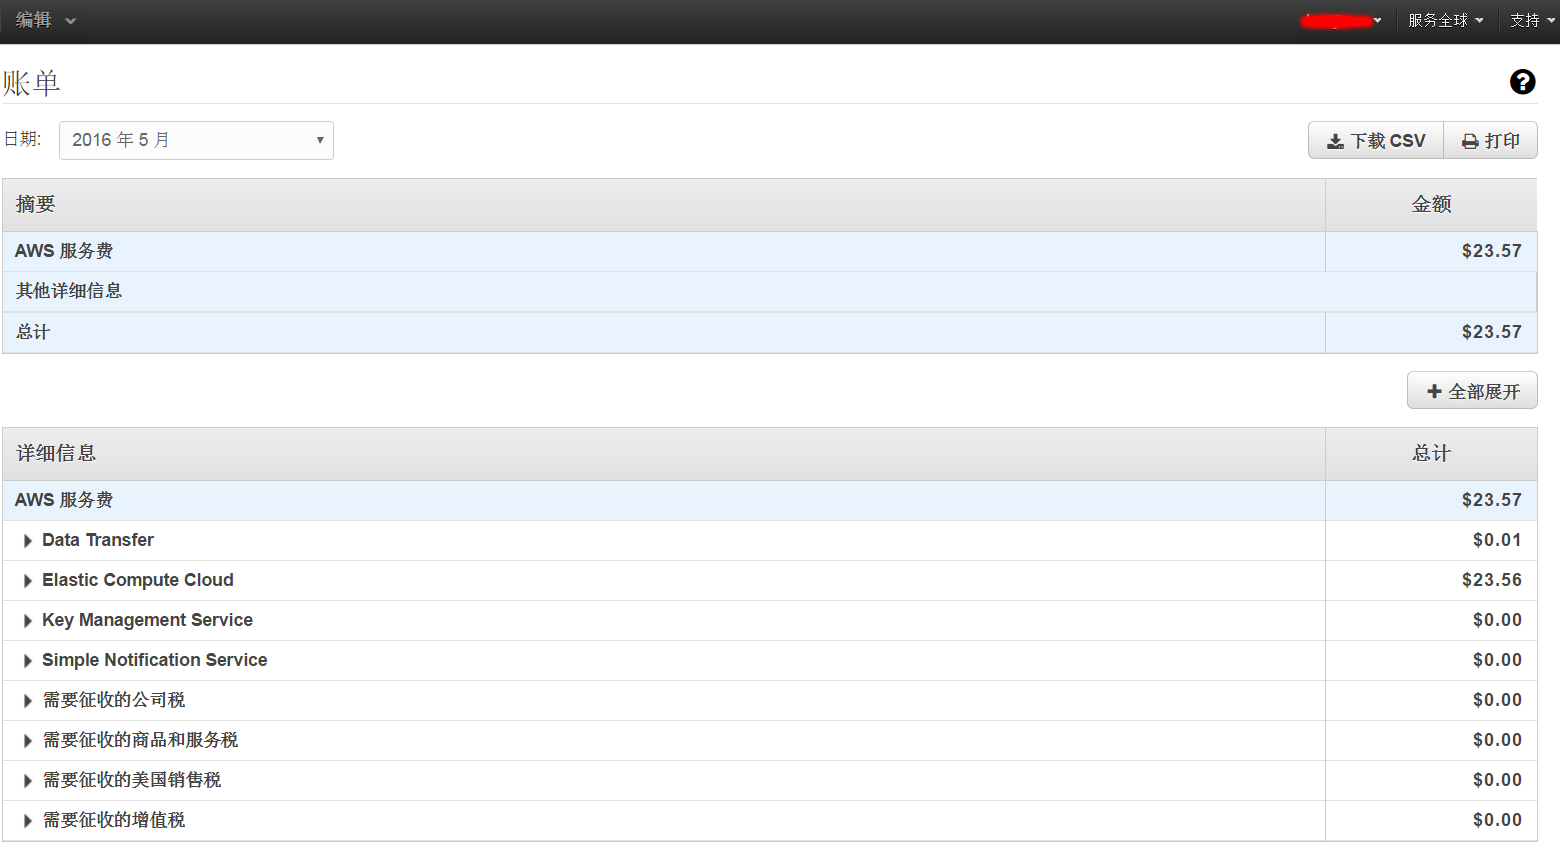 编辑
服务全球
支持
账单
日期:
2016 年 5 月
下载 CSV
打印
摘要 金额
AWS 服务费 $23.57
其他详细信息
总计 $23.57
全部展开
详细信息 总计
AWS 服务费 $23.57
Data Transfer $0.01
Elastic Compute Cloud $23.56
Key Management Service $0.00
Simple Notification Service $0.00
需要征收的公司税 $0.00
需要征收的商品和服务税 $0.00
需要征收的美国销售税 $0.00
需要征收的增值税 $0.00